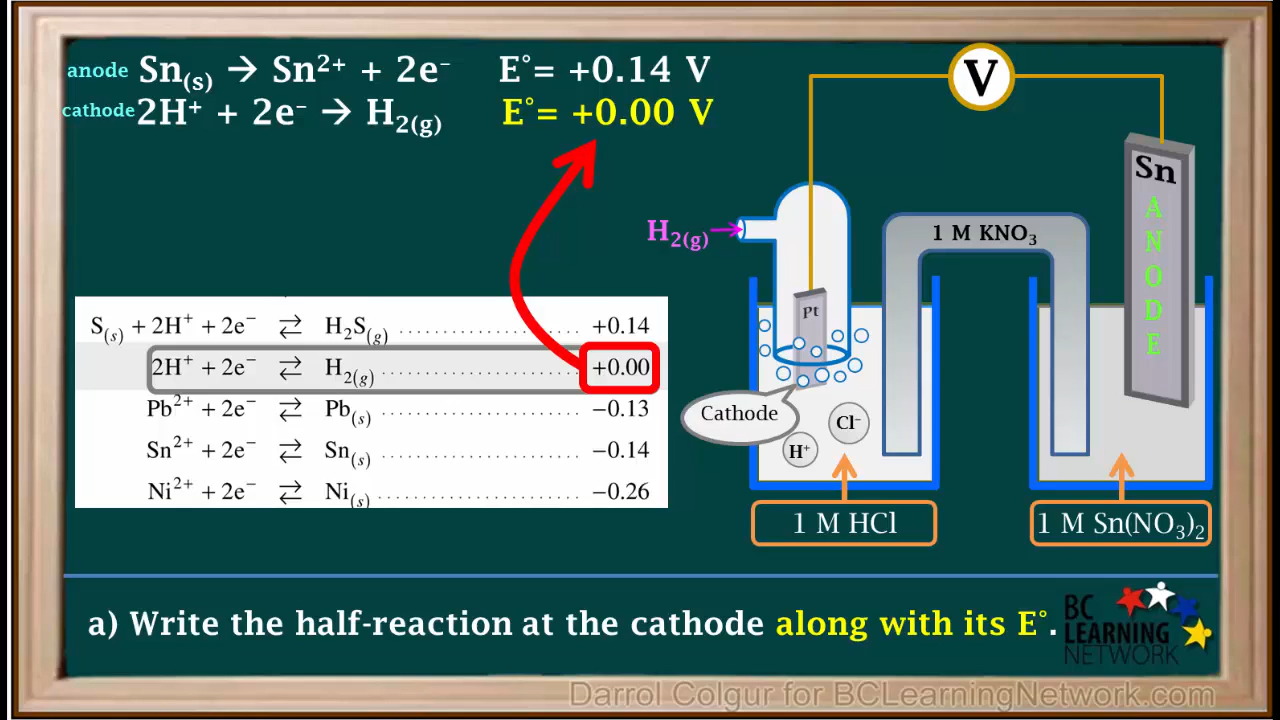 anode Sn(s) → Sn²⁺ + 2e⁻ E°= +0.14 V
cathode 2H⁺ + 2e⁻ → H₂(g) E°= +0.00 V
V
Sn
ANODE
H₂(g)
1 M KNO₃
Pt
Cathode
Cl⁻
H⁺
1 M HCl
1 M Sn(NO₃)₂
S(s) + 2H⁺ + 2e⁻ ⇄ H₂S(g) ........................ +0.14
2H⁺ + 2e⁻ ⇄ H₂(g) ........................ +0.00
Pb²⁺ + 2e⁻ ⇄ Pb(s) ........................ −0.13
Sn²⁺ + 2e⁻ ⇄ Sn(s) ........................ −0.14
Ni²⁺ + 2e⁻ ⇄ Ni(s) ........................ −0.26
a) Write the half-reaction at the cathode along with its E°.
BC
LEARNING
NETWORK
Darrol Colgur for BCLearningNetwork.com